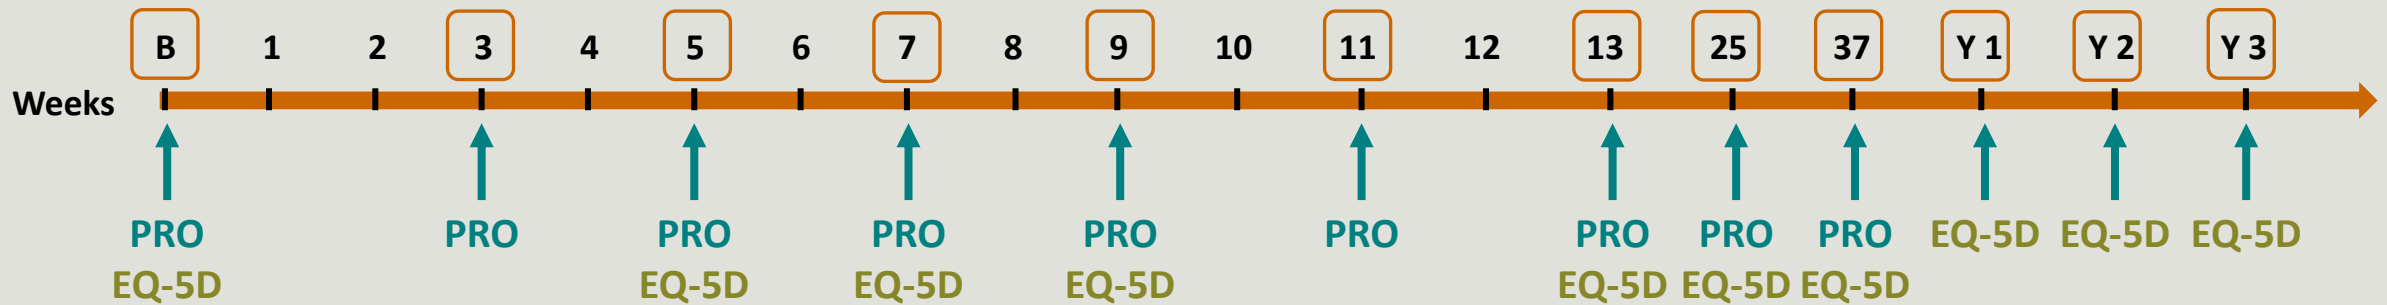 B 1 2 3 4 5 6 7 8 9 10 11 12 13 25 37 Y 1 Y 2 Y 3
Weeks
PRO PRO PRO PRO PRO PRO PRO PRO PRO EQ-5D EQ-5D EQ-5D
EQ-5D EQ-5D EQ-5D EQ-5D EQ-5D EQ-5D EQ-5D